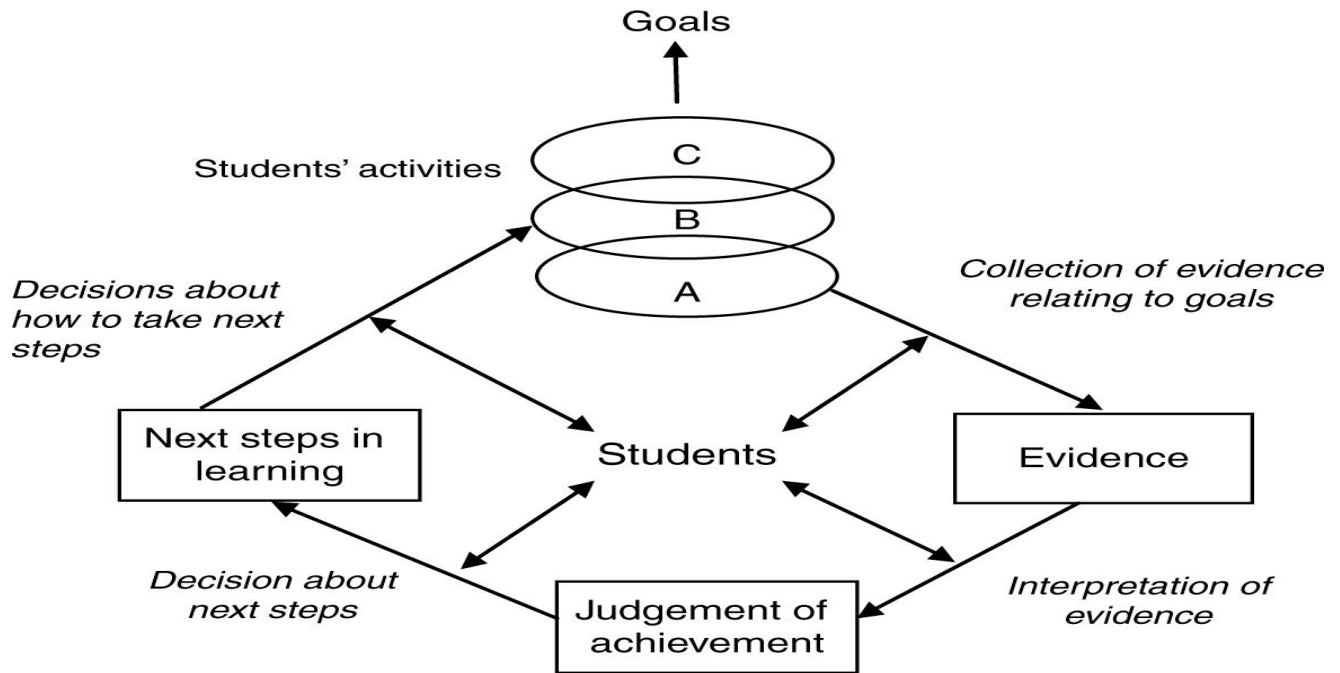 Goals
C
Students’ activities
B
A
Collection of evidence
relating to goals
Decisions about
how to take next
steps
Next steps in
learning
Students
Evidence
Decision about
next steps
Judgement of
achievement
Interpretation of
evidence